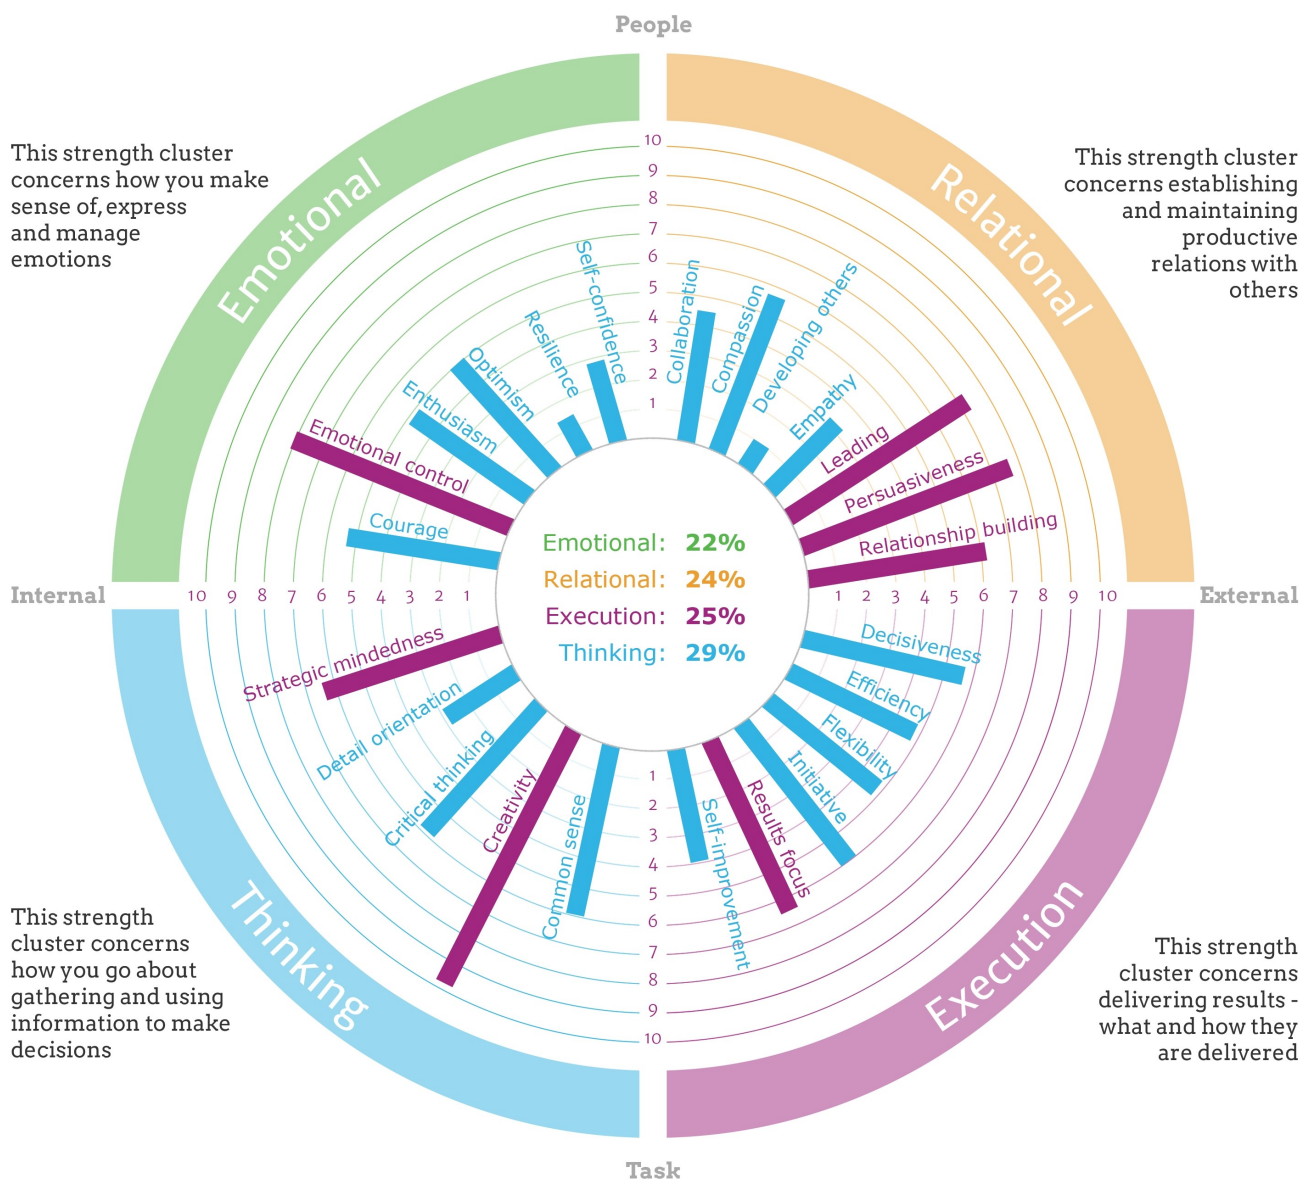 People
This strength cluster
concerns how you make
sense of, express
and manage
emotions
This strength cluster
concerns establishing
and maintaining
productive
relations with
others
Emotional
Relational
10
9
8
7
6
5
4
3
2
1
Courage
Emotional control
Enthusiasm
Optimism
Resilience
Self-confidence
Collaboration
Compassion
Developing others
Empathy
Leading
Persuasiveness
Relationship building
Emotional: 22%
Relational: 24%
Execution: 25%
Thinking: 29%
Internal
10 9 8 7 6 5 4 3 2 1
1 2 3 4 5 6 7 8 9 10
External
Strategic mindedness
Detail orientation
Critical thinking
Creativity
Common sense
Decisiveness
Efficiency
Flexibility
Initiative
Results focus
Self-improvement
1
2
3
4
5
6
7
8
9
10
Thinking
Execution
This strength
cluster concerns
how you go about
gathering and using
information to make
decisions
This strength
cluster concerns
delivering results -
what and how they
are delivered
Task